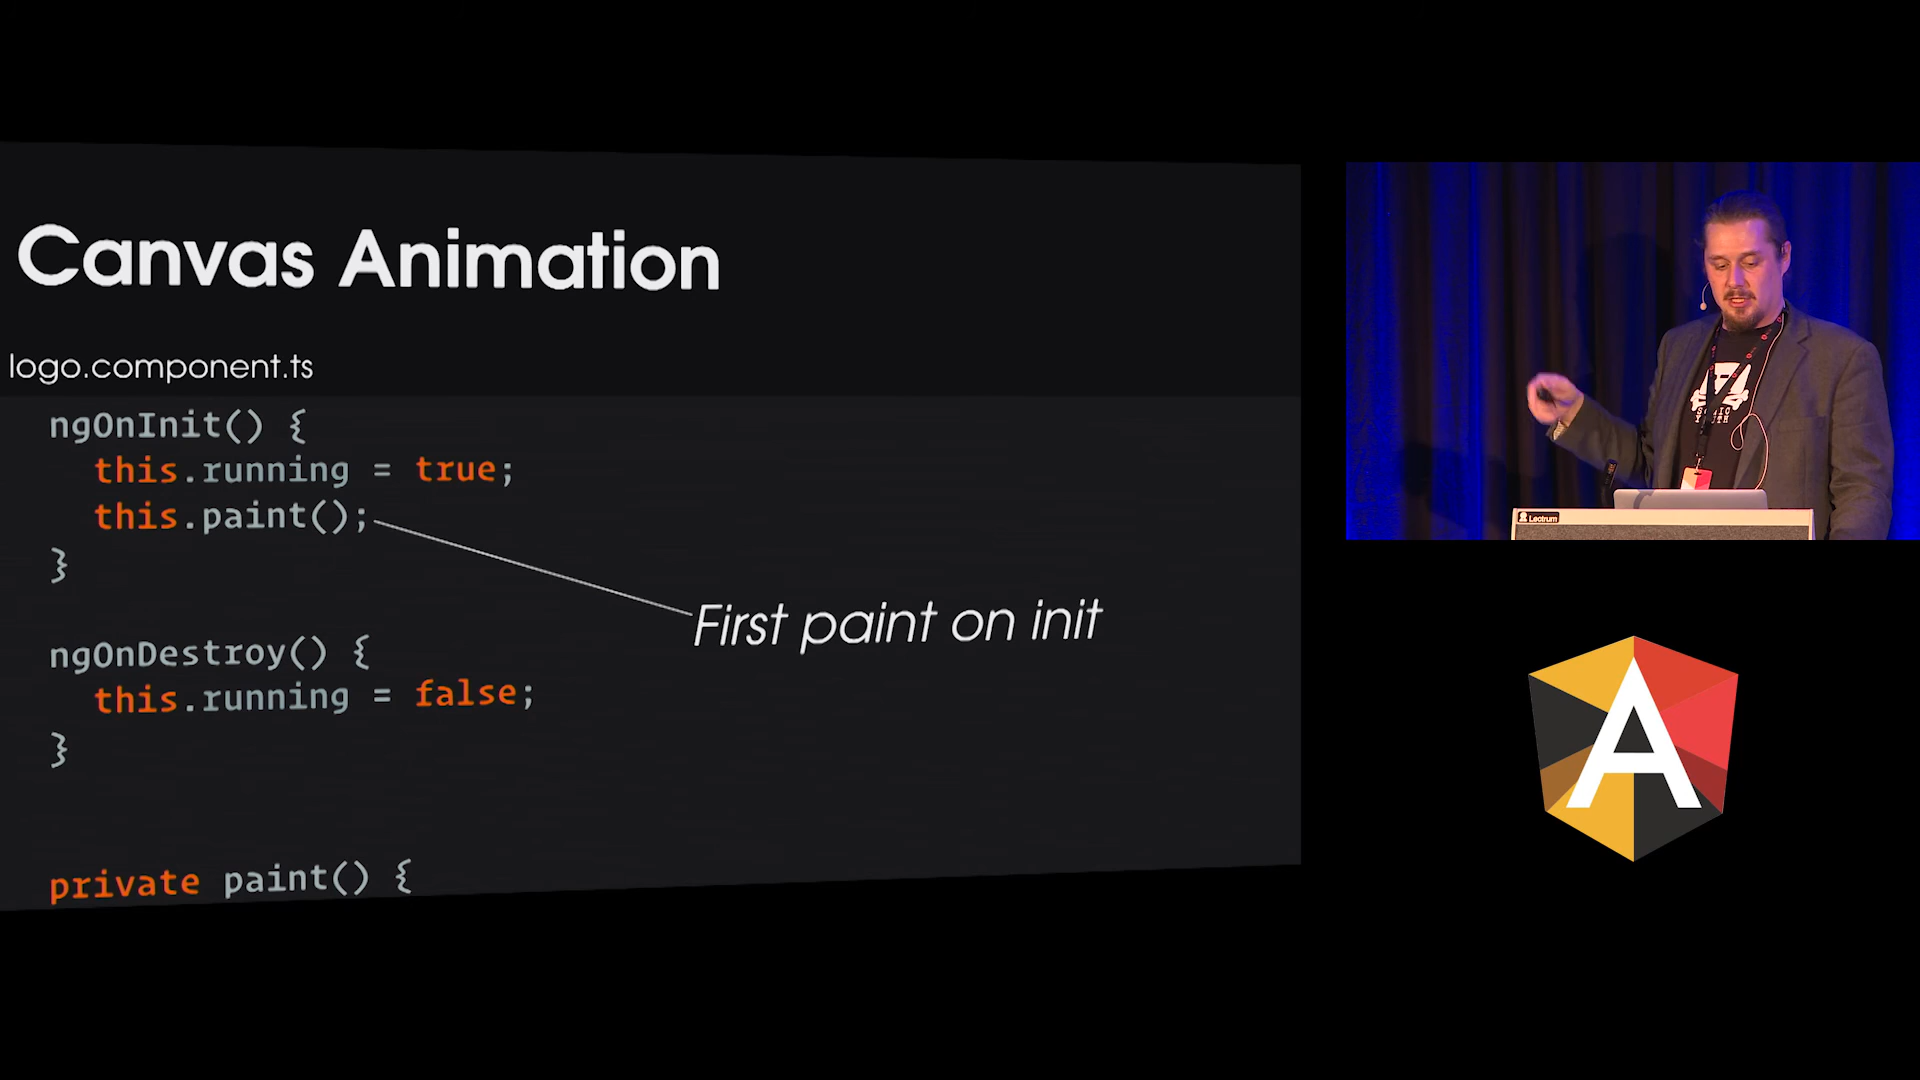 Canvas Animation
logo.component.ts
ngOnInit() {
this.running = true;
this.paint();
}
First paint on init
ngOnDestroy() {
this.running = false;
}
private paint() {
Lectrum
A